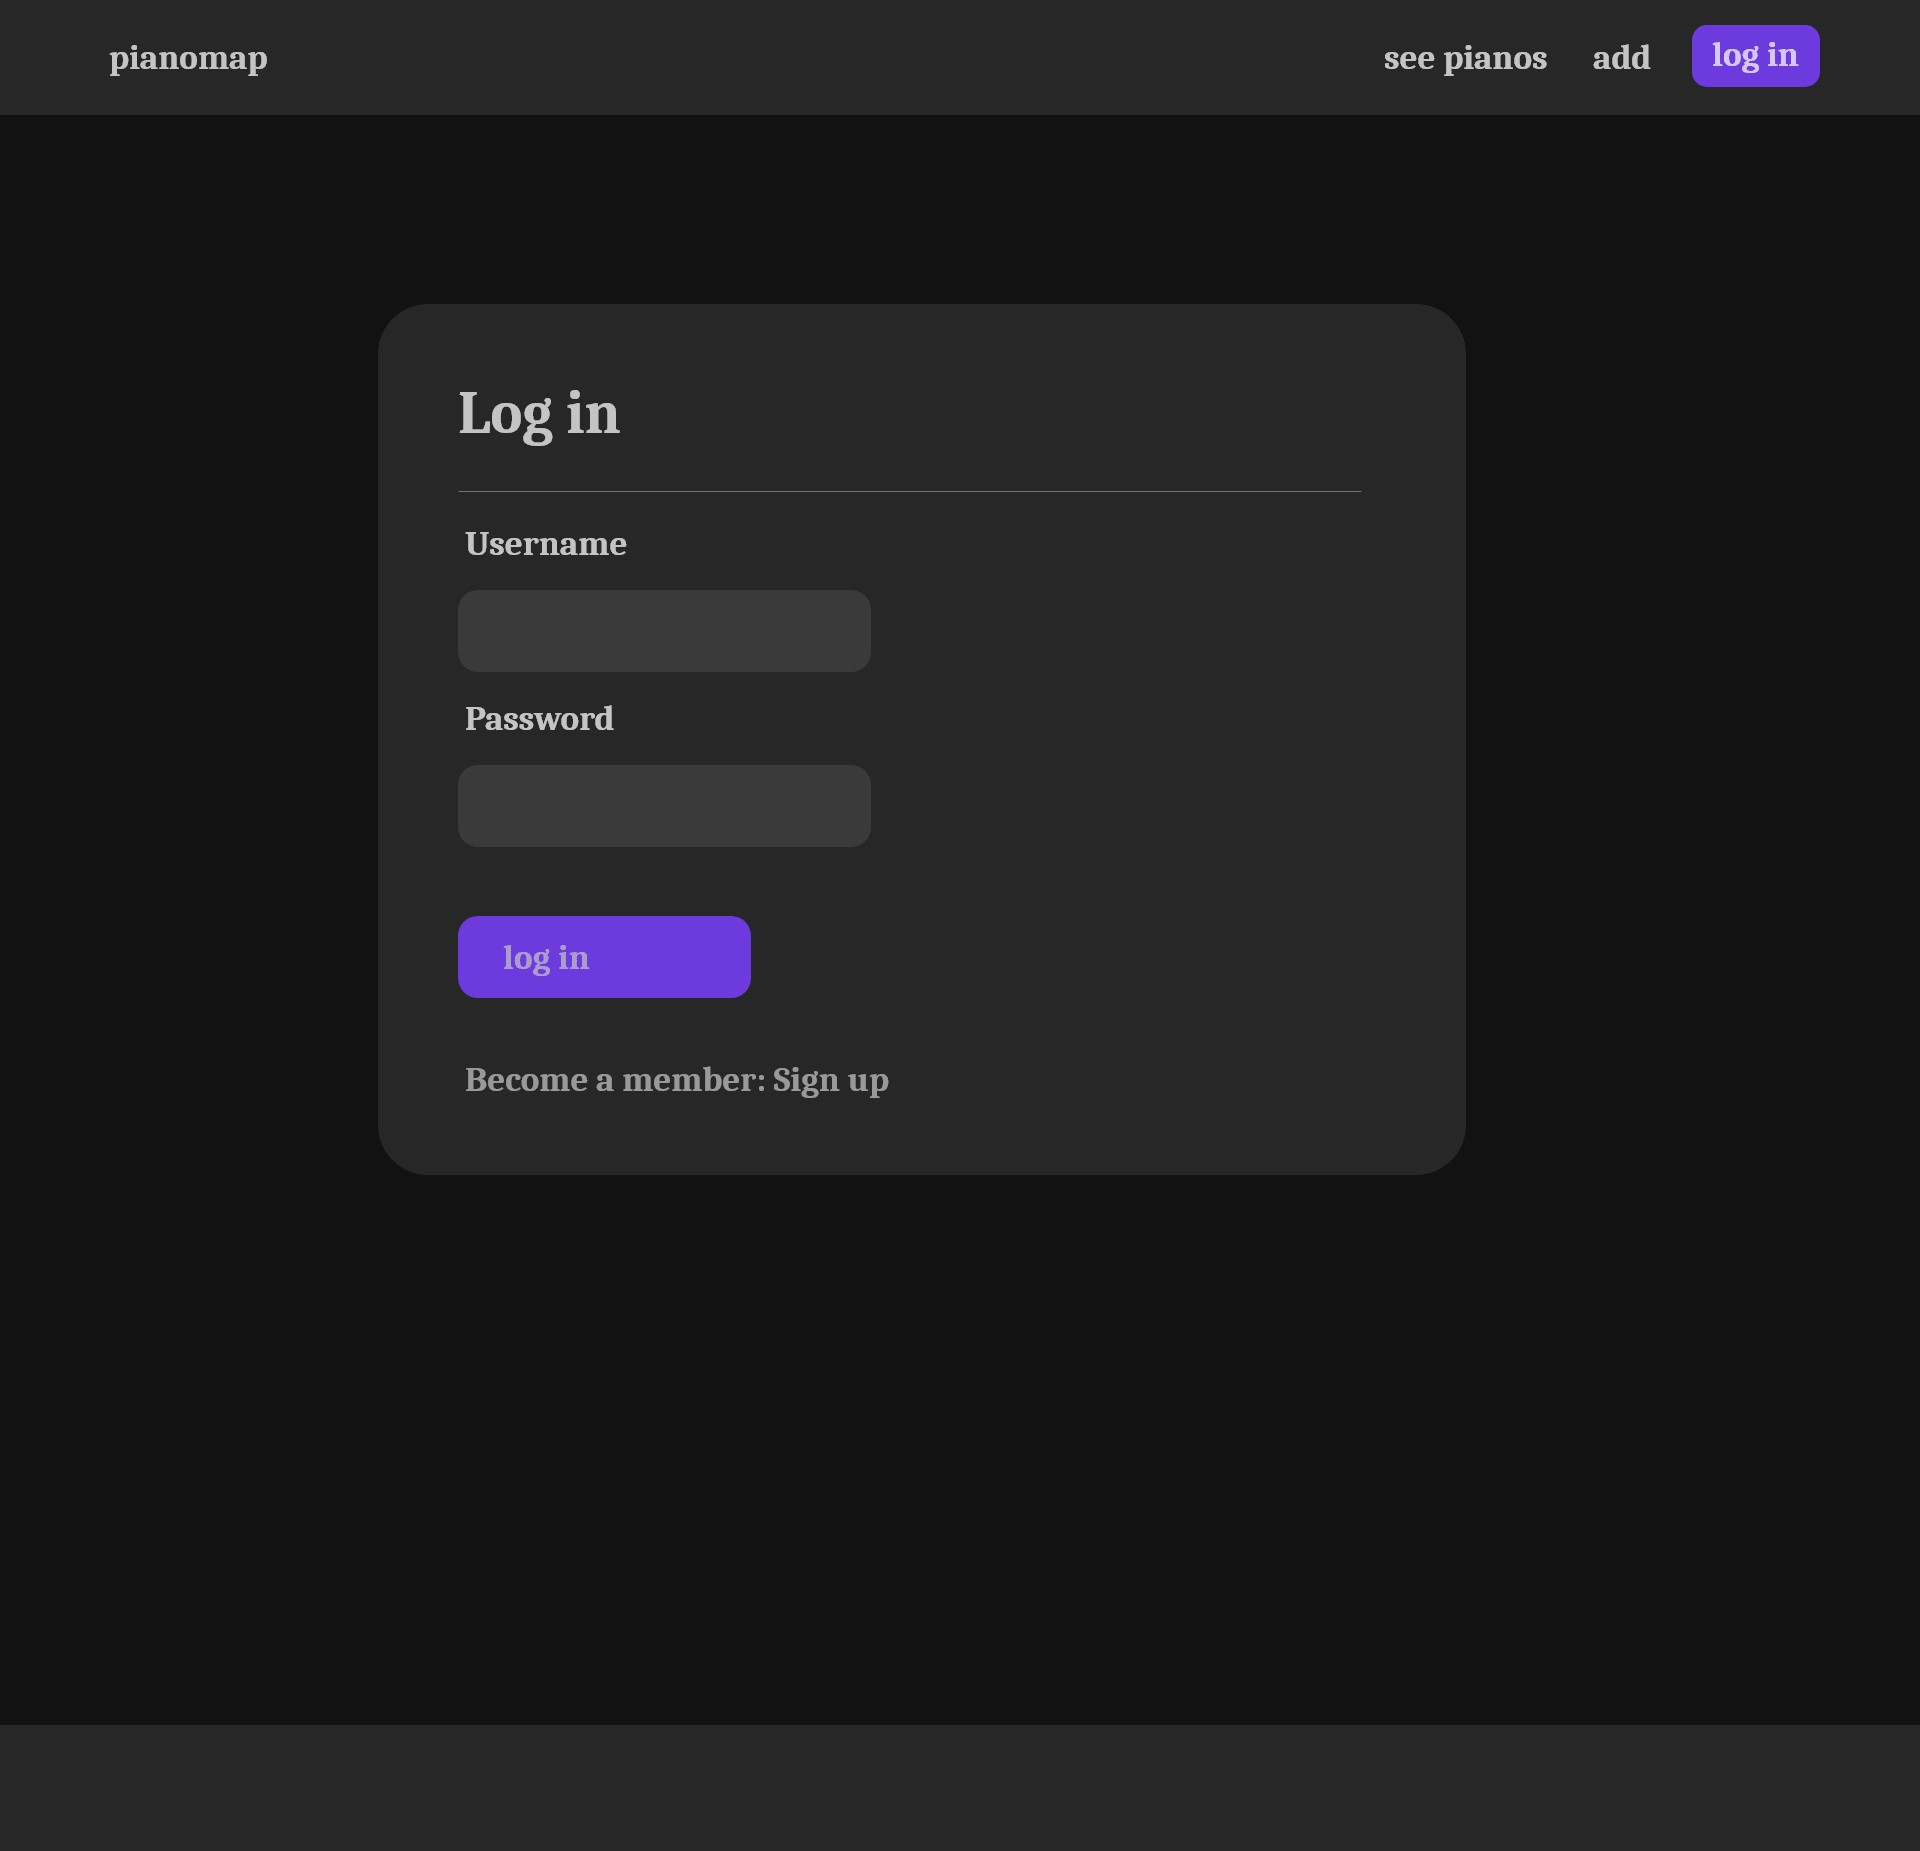 pianomap
see pianos
add
log in
Log in
Username
Password
log in
Become a member: Sign up